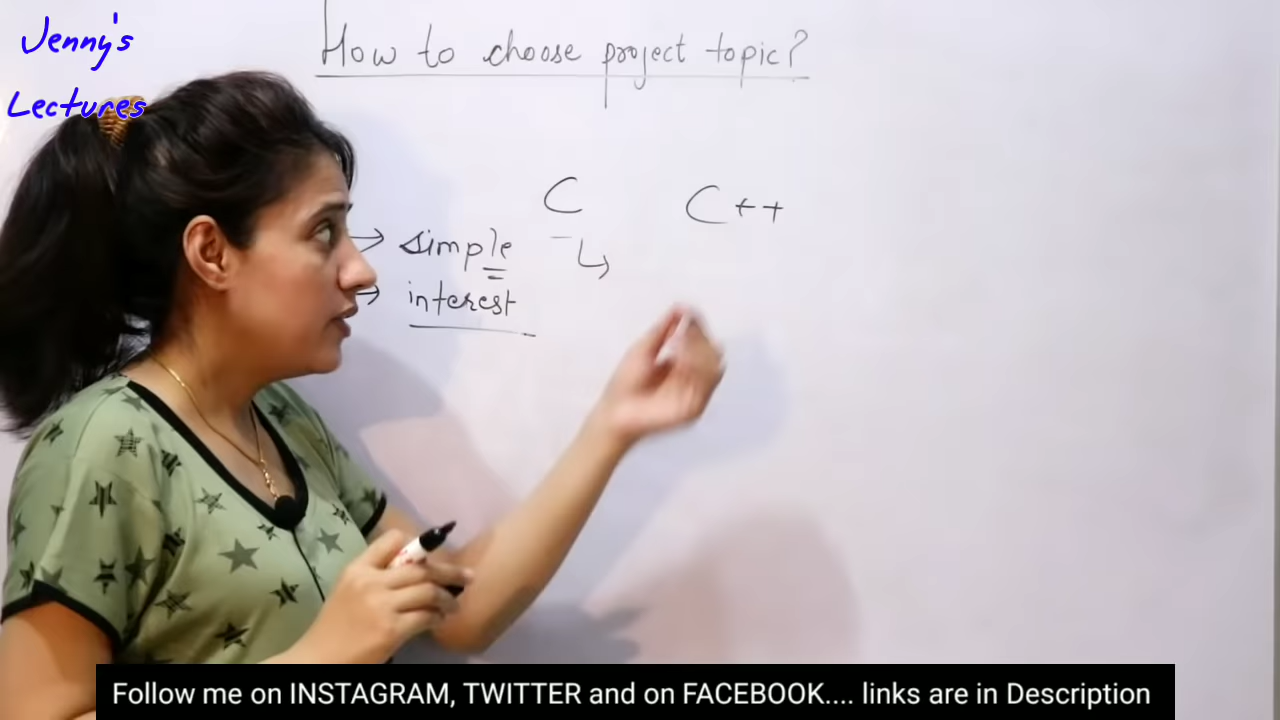 Jenny's
Lectures
How to choose project topic?
C C++
→ simple
↳
→ interest
Follow me on INSTAGRAM, TWITTER and on FACEBOOK.... links are in Description